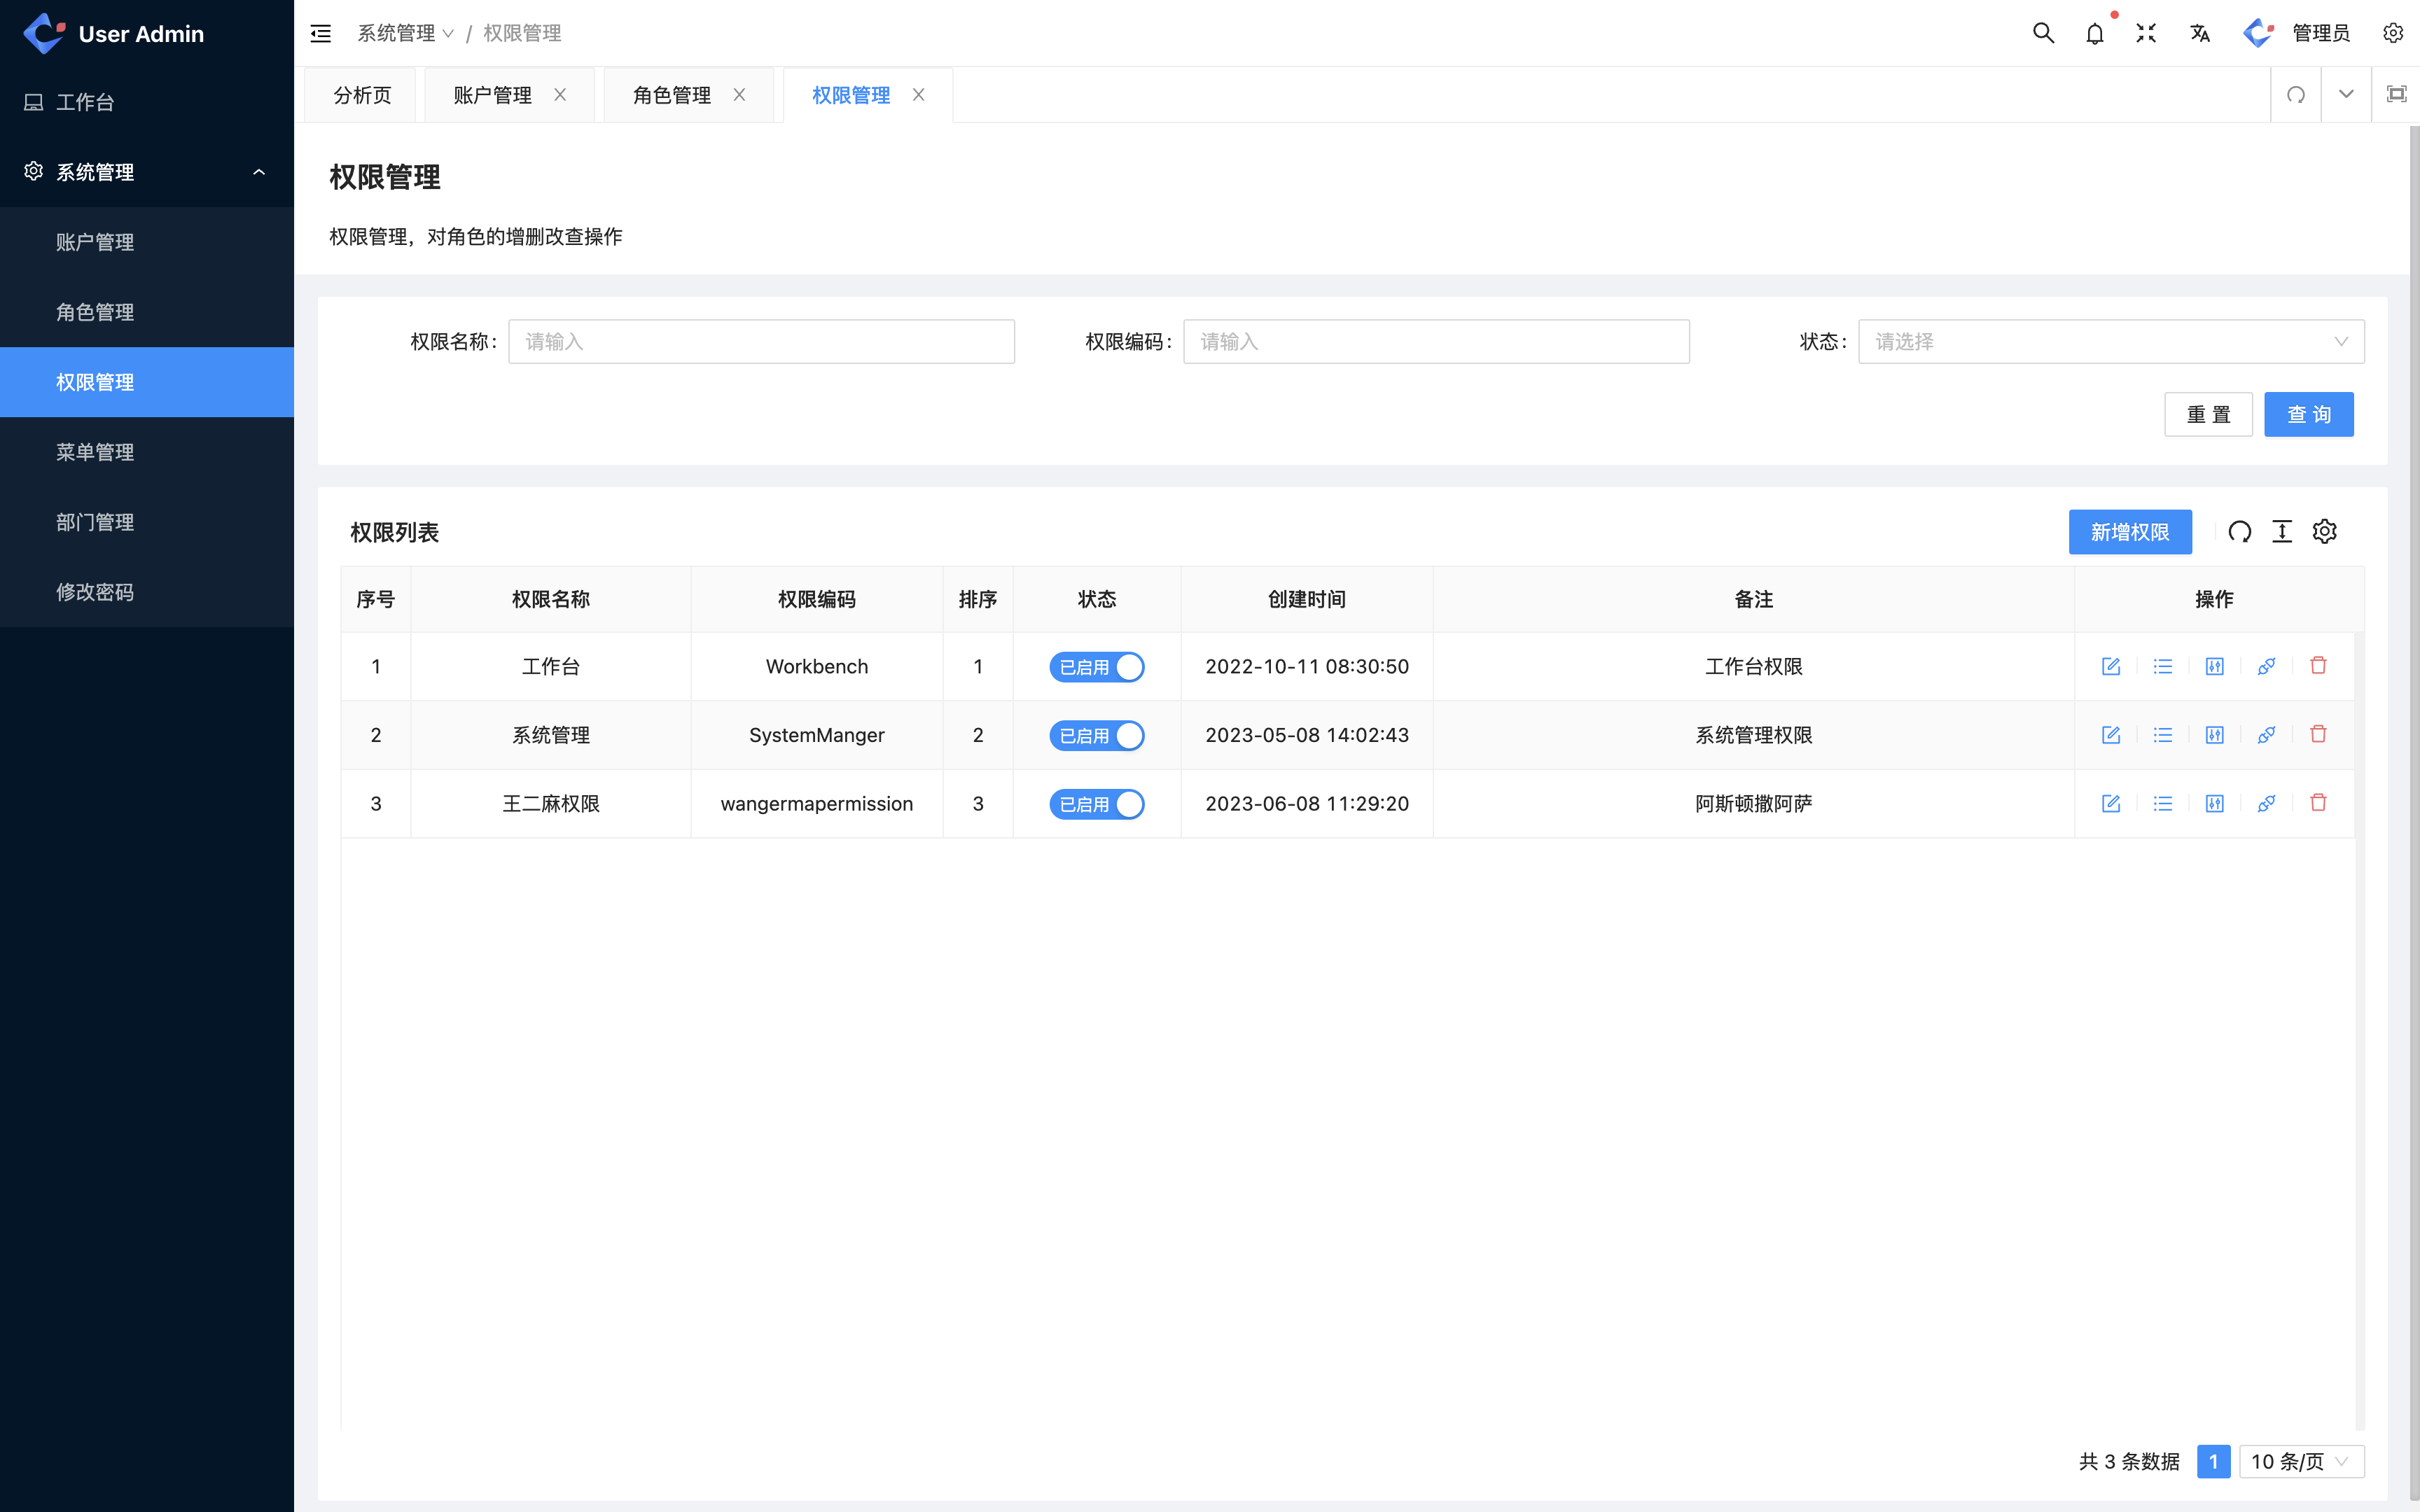 User Admin
工作台
系统管理
账户管理
角色管理
权限管理
菜单管理
部门管理
修改密码
系统管理 / 权限管理
管理员
分析页 账户管理 角色管理 权限管理
权限管理
权限管理，对角色的增删改查操作
权限名称： 请输入 权限编码： 请输入 状态： 请选择
重 置 查 询
权限列表 新增权限
序号 权限名称 权限编码 排序 状态 创建时间 备注 操作
1 工作台 Workbench 1 已启用 2022-10-11 08:30:50 工作台权限
2 系统管理 SystemManger 2 已启用 2023-05-08 14:02:43 系统管理权限
3 王二麻权限 wangermapermission 3 已启用 2023-06-08 11:29:20 阿斯顿撒阿萨
共 3 条数据 1 10 条/页